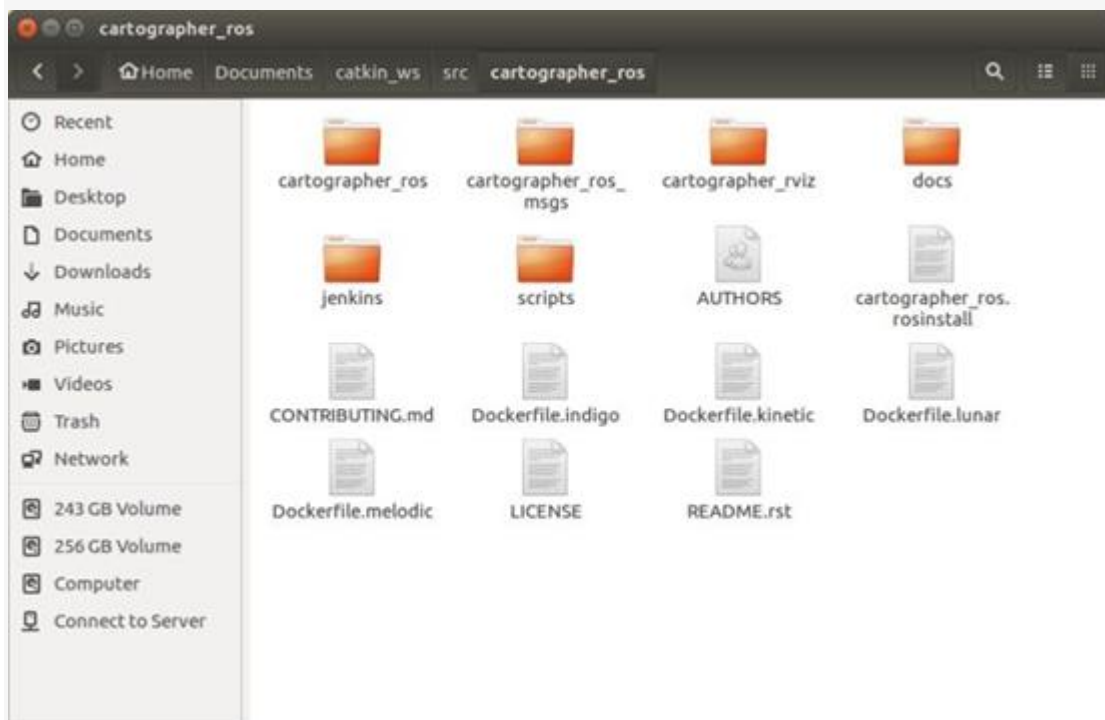 cartographer_ros
Home Documents catkin_ws src cartographer_ros
Recent
Home
Desktop
Documents
Downloads
Music
Pictures
Videos
Trash
Network
243 GB Volume
256 GB Volume
Computer
Connect to Server
cartographer_ros
cartographer_ros_
msgs
cartographer_rviz
docs
jenkins
scripts
AUTHORS
cartographer_ros.
rosinstall
CONTRIBUTING.md
Dockerfile.indigo
Dockerfile.kinetic
Dockerfile.lunar
Dockerfile.melodic
LICENSE
README.rst